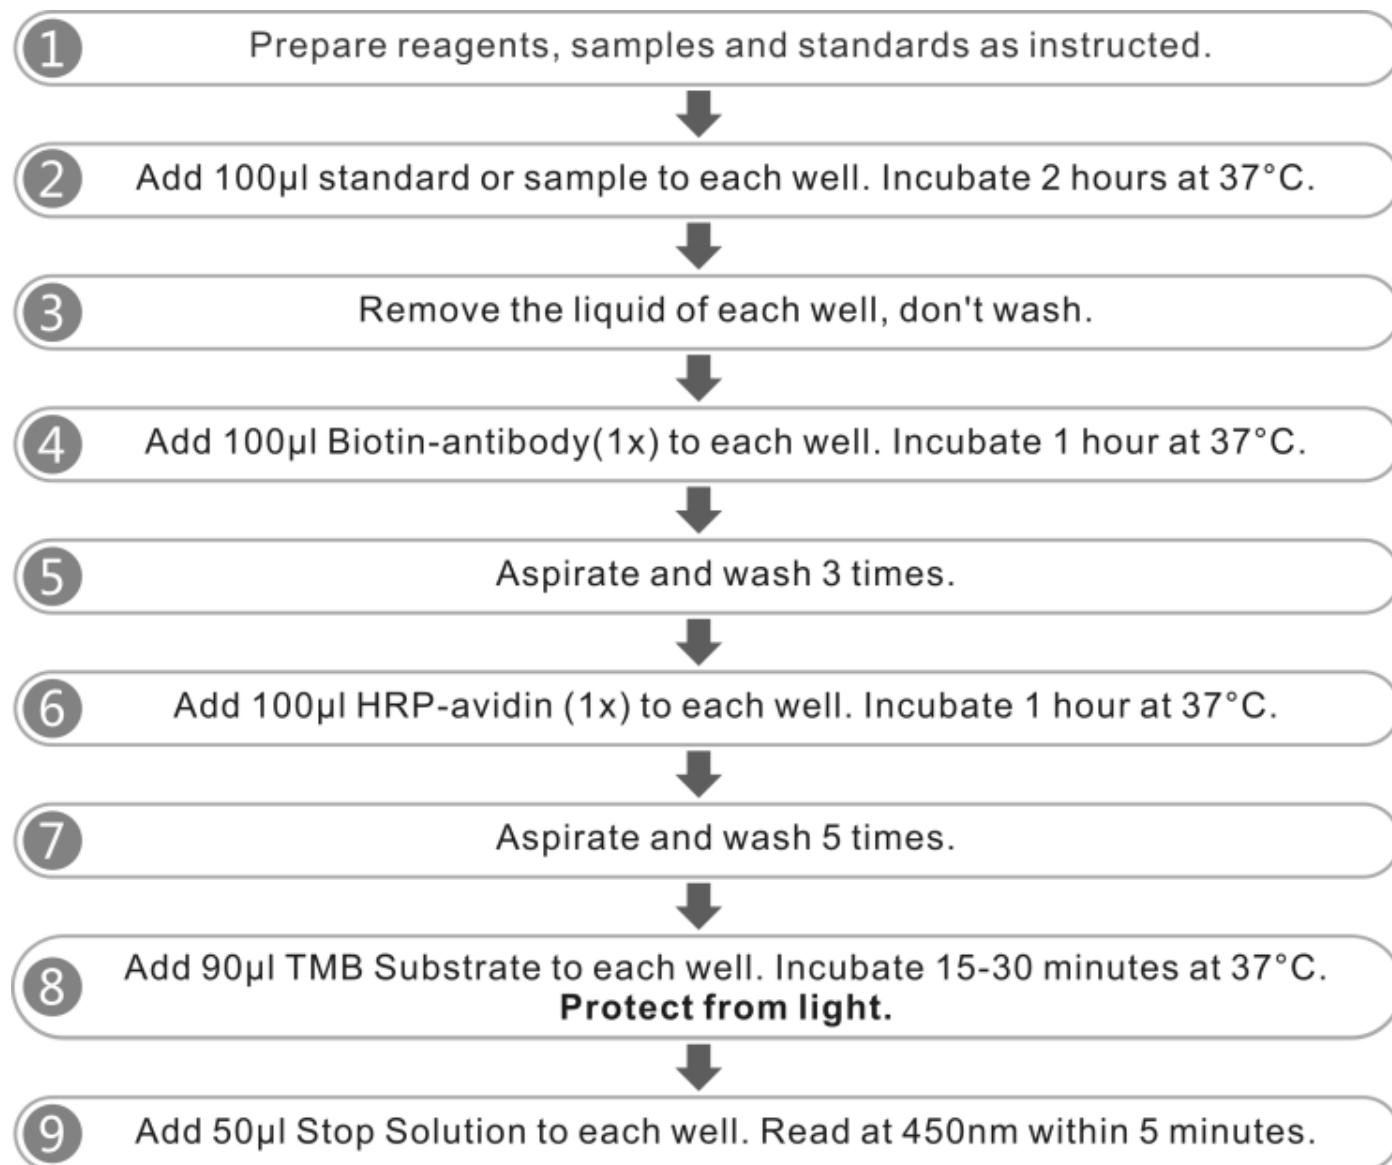 1 Prepare reagents, samples and standards as instructed.
2 Add 100µl standard or sample to each well. Incubate 2 hours at 37°C.
3 Remove the liquid of each well, don't wash.
4 Add 100µl Biotin-antibody(1x) to each well. Incubate 1 hour at 37°C.
5 Aspirate and wash 3 times.
6 Add 100µl HRP-avidin (1x) to each well. Incubate 1 hour at 37°C.
7 Aspirate and wash 5 times.
8 Add 90µl TMB Substrate to each well. Incubate 15-30 minutes at 37°C.
Protect from light.
9 Add 50µl Stop Solution to each well. Read at 450nm within 5 minutes.